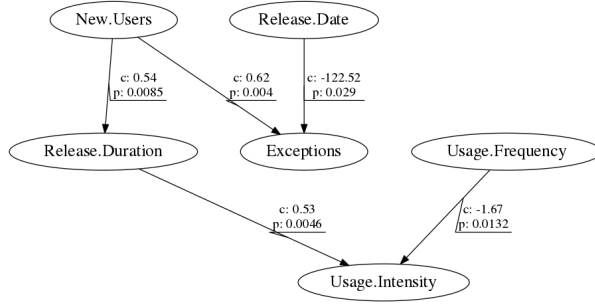 New.Users
Release.Date
c: 0.54
p: 0.0085
c: 0.62
p: 0.004
c: -122.52
p: 0.029
Release.Duration
Exceptions
Usage.Frequency
c: 0.53
p: 0.0046
c: -1.67
p: 0.0132
Usage.Intensity